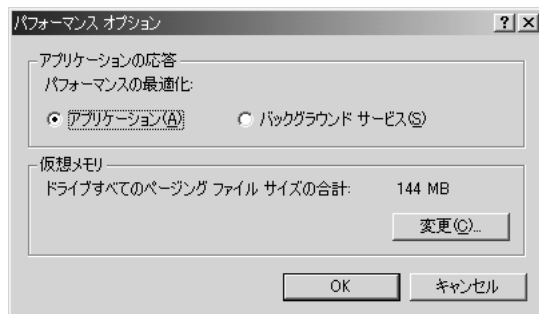 パフォーマンス オプション
アプリケーションの応答
パフォーマンスの最適化:
アプリケーション(A) バックグラウンド サービス(S)
仮想メモリ
ドライブすべてのページング ファイル サイズの合計: 144 MB
変更(C)...
OK キャンセル